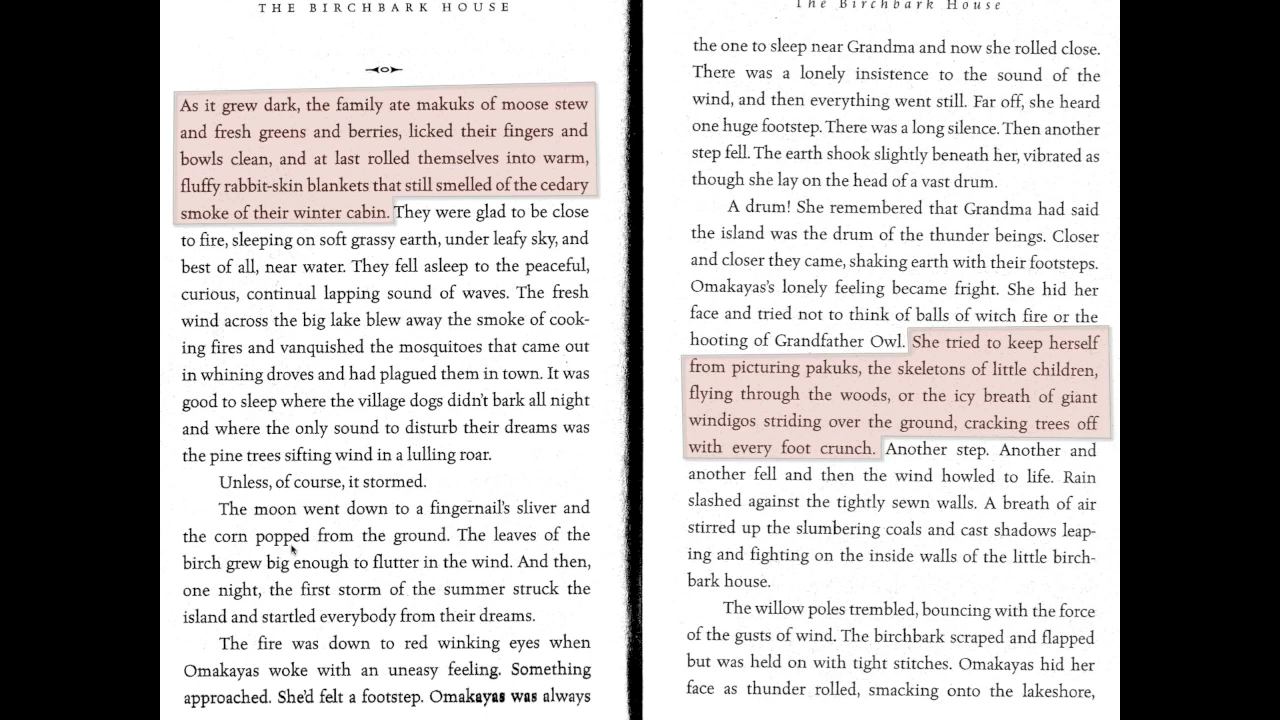 THE BIRCHBARK HOUSE
As it grew dark, the family ate makuks of moose stew
and fresh greens and berries, licked their fingers and
bowls clean, and at last rolled themselves into warm,
fluffy rabbit-skin blankets that still smelled of the cedary
smoke of their winter cabin. They were glad to be close
to fire, sleeping on soft grassy earth, under leafy sky, and
best of all, near water. They fell asleep to the peaceful,
curious, continual lapping sound of waves. The fresh
wind across the big lake blew away the smoke of cook-
ing fires and vanquished the mosquitoes that came out
in whining droves and had plagued them in town. It was
good to sleep where the village dogs didn't bark all night
and where the only sound to disturb their dreams was
the pine trees sifting wind in a lulling roar.
Unless, of course, it stormed.
The moon went down to a fingernail's sliver and
the corn popped from the ground. The leaves of the
birch grew big enough to flutter in the wind. And then,
one night, the first storm of the summer struck the
island and startled everybody from their dreams.
The fire was down to red winking eyes when
Omakayas woke with an uneasy feeling. Something
approached. She'd felt a footstep. Omakayas was always
The Birchbark House
the one to sleep near Grandma and now she rolled close.
There was a lonely insistence to the sound of the
wind, and then everything went still. Far off, she heard
one huge footstep. There was a long silence. Then another
step fell. The earth shook slightly beneath her, vibrated as
though she lay on the head of a vast drum.
A drum! She remembered that Grandma had said
the island was the drum of the thunder beings. Closer
and closer they came, shaking earth with their footsteps.
Omakayas's lonely feeling became fright. She hid her
face and tried not to think of balls of witch fire or the
hooting of Grandfather Owl. She tried to keep herself
from picturing pakuks, the skeletons of little children,
flying through the woods, or the icy breath of giant
windigos striding over the ground, cracking trees off
with every foot crunch. Another step. Another and
another fell and then the wind howled to life. Rain
slashed against the tightly sewn walls. A breath of air
stirred up the slumbering coals and cast shadows leap-
ing and fighting on the inside walls of the little birch-
bark house.
The willow poles trembled, bouncing with the force
of the gusts of wind. The birchbark scraped and flapped
but was held on with tight stitches. Omakayas hid her
face as thunder rolled, smacking onto the lakeshore,